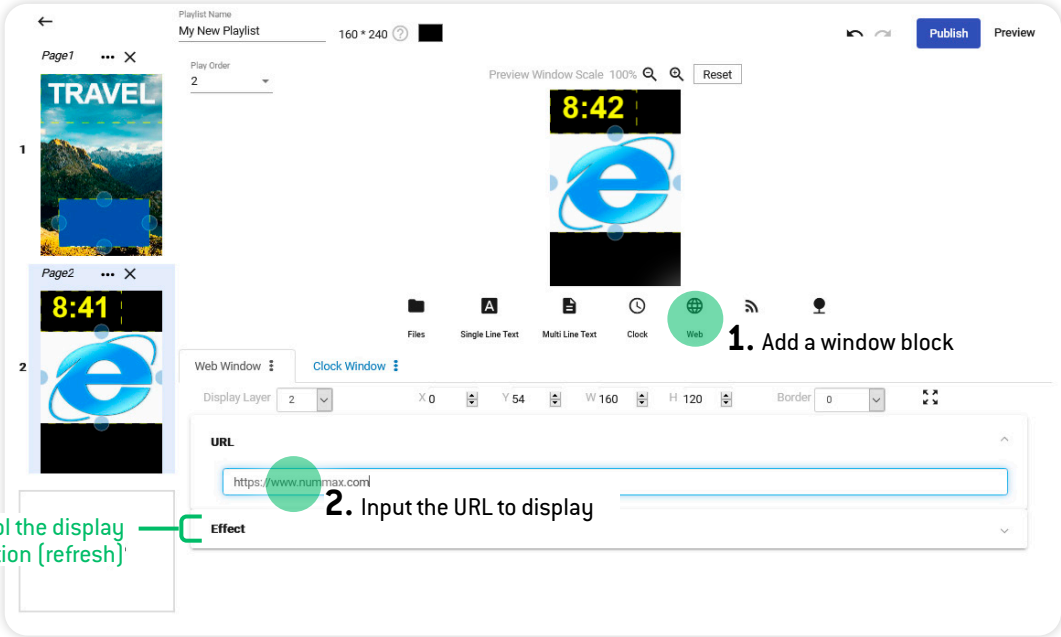 Playlist Name
My New Playlist
160 * 240 ?
Publish
Preview
Page1 ••• X
TRAVEL
1
Play Order
2
Preview Window Scale 100%
Reset
8:42
Page2 ••• X
8:41
2
Files
A
Single Line Text
Multi Line Text
Clock
Web
1. Add a window block
Web Window
Clock Window
Display Layer 2
X 0
Y 54
W 160
H 120
Border 0
URL
https://www.nummax.com
2. Input the URL to display
the display
(refresh)
Effect